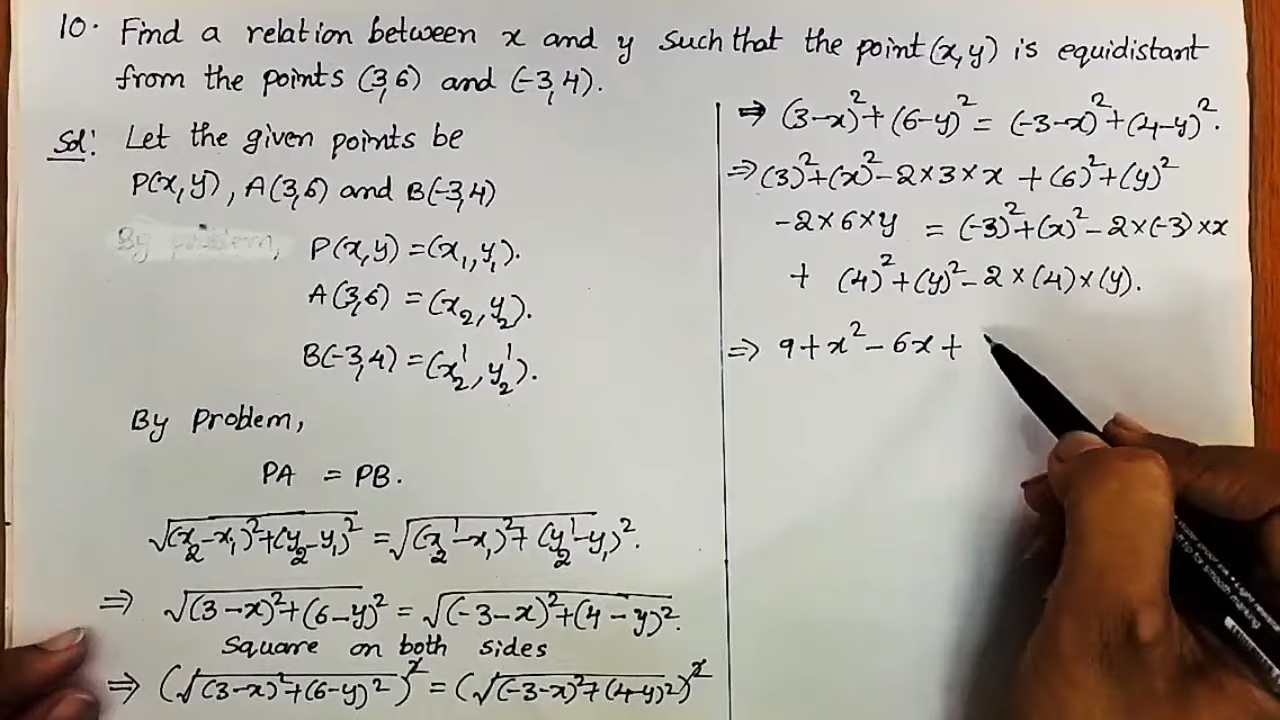 10. Find a relation between x and y such that the point (x,y) is equidistant
from the points (3,6) and (-3,4).
Sol: Let the given points be
P(x,y), A(3,6) and B(-3,4)
By problem, P(x,y) = (x₁,y₁).
A(3,6) = (x₂,y₂).
B(-3,4) = (x₂',y₂').
By Problem,
PA = PB.
√(x₂-x₁)²+(y₂-y₁)² = √(x₂'-x₁)²+(y₂'-y₁)².
⇒ √(3-x)²+(6-y)² = √(-3-x)²+(4-y)².
Square on both sides
⇒ (√(3-x)²+(6-y)²)² = (√(-3-x)²+(4-y)²)²
⇒ (3-x)²+(6-y)² = (-3-x)²+(4-y)².
⇒ (3)²+(x)²-2×3×x+(6)²+(y)²
-2×6×y = (-3)²+(x)²-2×(-3)×x
+ (4)²+(y)²-2×(4)×(y).
⇒ 9+x²-6x+